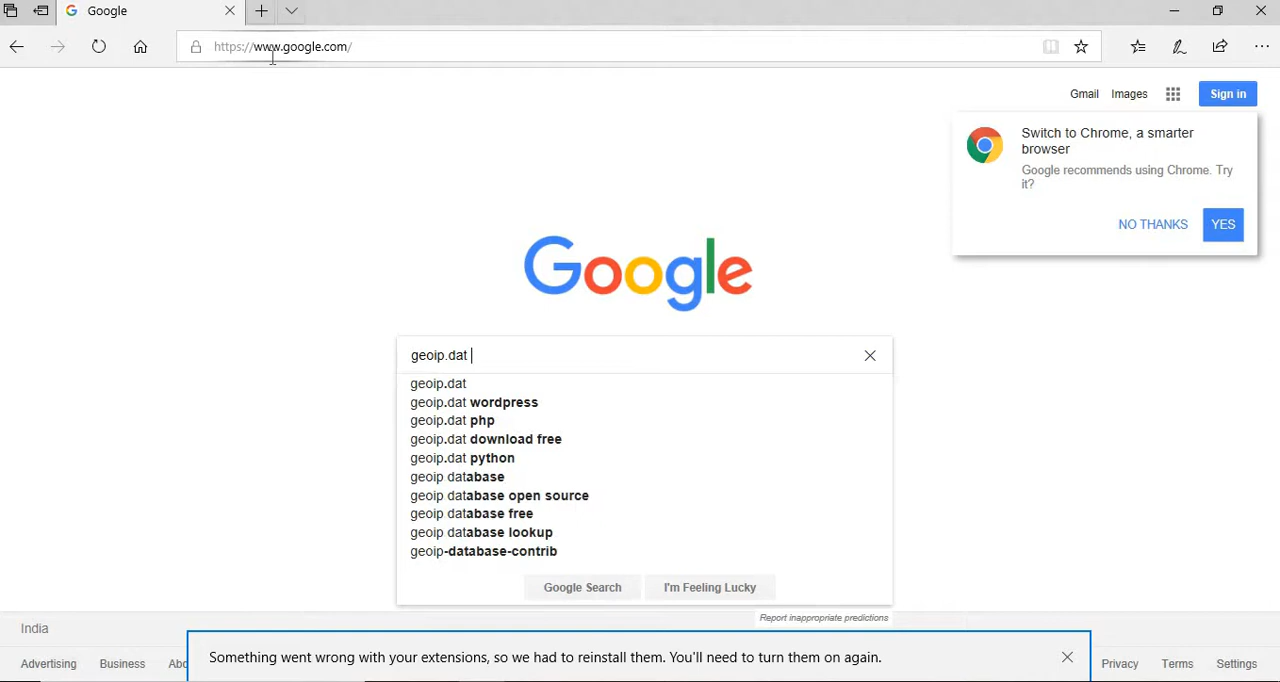 Google
https://www.google.com/
Gmail Images Sign in
Switch to Chrome, a smarter
browser
Google recommends using Chrome. Try
it?
NO THANKS YES
Google
geoip.dat
geoip.dat
geoip.dat wordpress
geoip.dat php
geoip.dat download free
geoip.dat python
geoip database
geoip database open source
geoip database free
geoip database lookup
geoip-database-contrib
Google Search I'm Feeling Lucky
Report inappropriate predictions
India
Something went wrong with your extensions, so we had to reinstall them. You'll need to turn them on again.
Advertising Business Abo Privacy Terms Settings